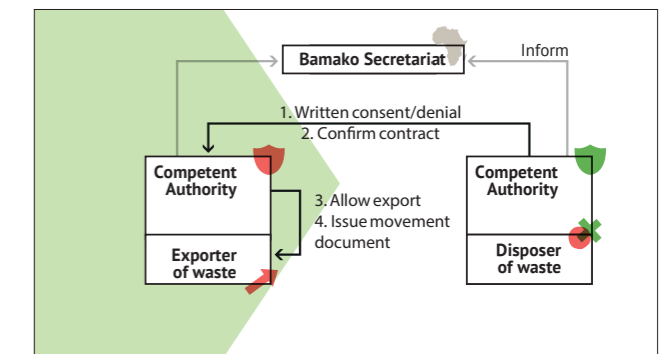 Bamako Secretariat
Inform
1. Written consent/denial
2. Confirm contract
Competent
Authority
3. Allow export
4. Issue movement
document
Exporter
of waste
Competent
Authority
Disposer
of waste